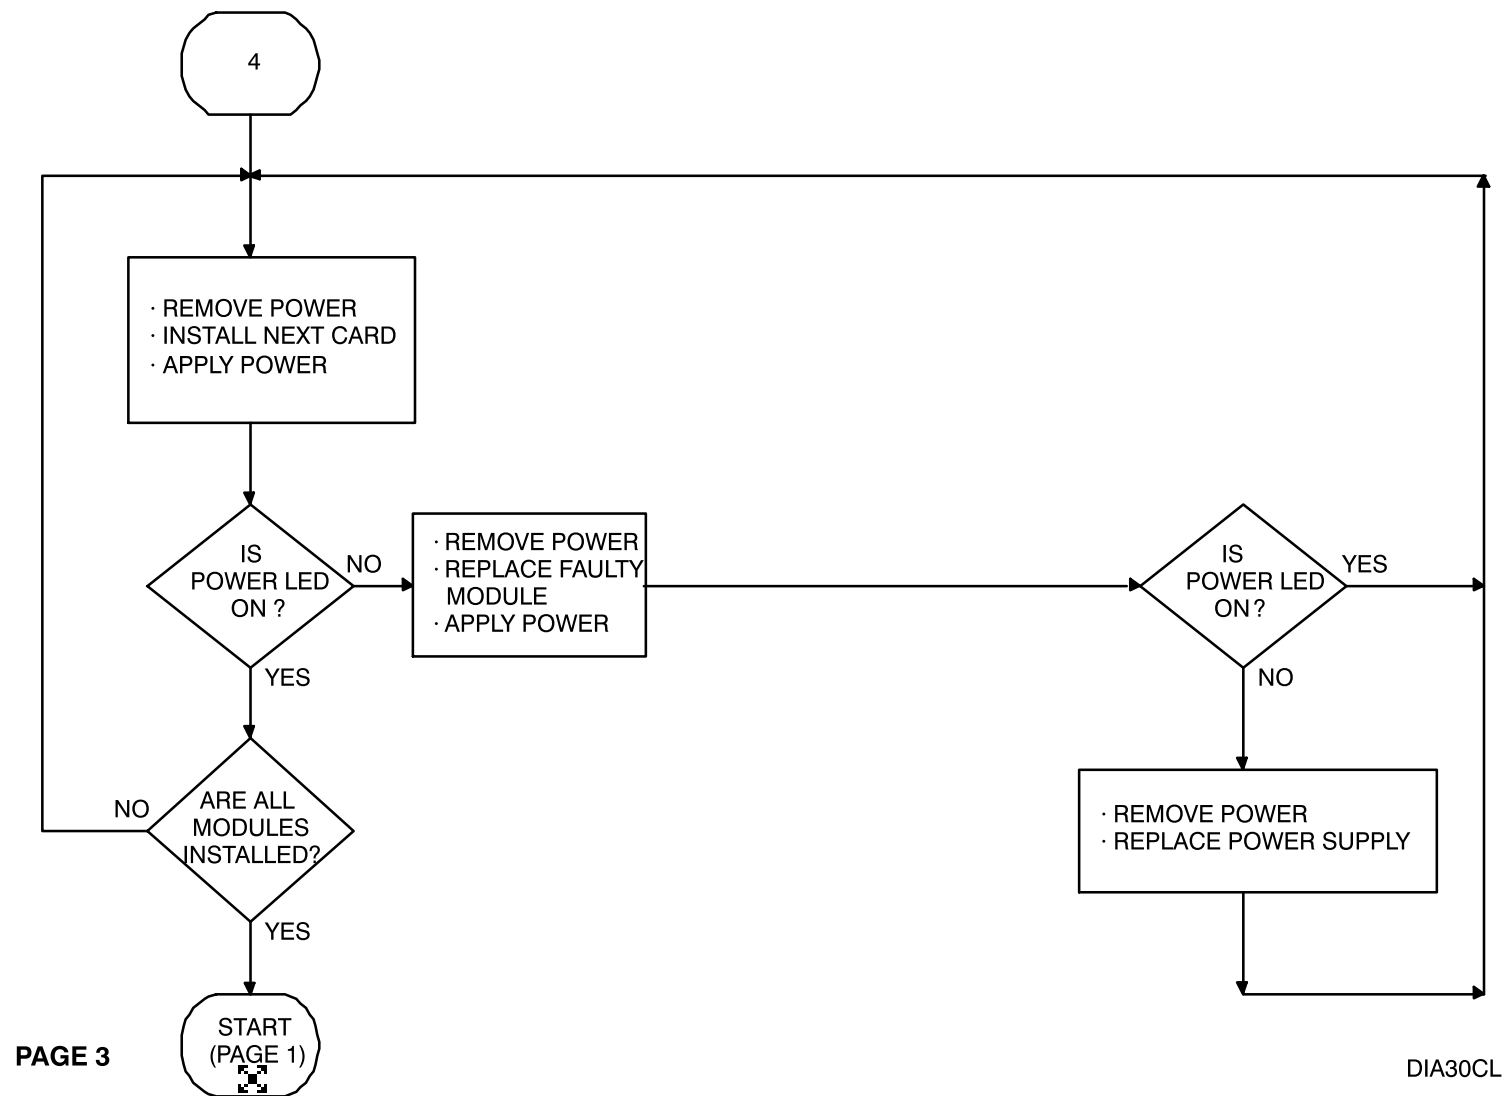 4
· REMOVE POWER
· INSTALL NEXT CARD
· APPLY POWER
IS
POWER LED
ON ?
NO
YES
· REMOVE POWER
· REPLACE FAULTY
MODULE
· APPLY POWER
IS
POWER LED
ON?
YES
NO
ARE ALL
MODULES
INSTALLED?
NO
YES
· REMOVE POWER
· REPLACE POWER SUPPLY
START
(PAGE 1)
PAGE 3
DIA30CL